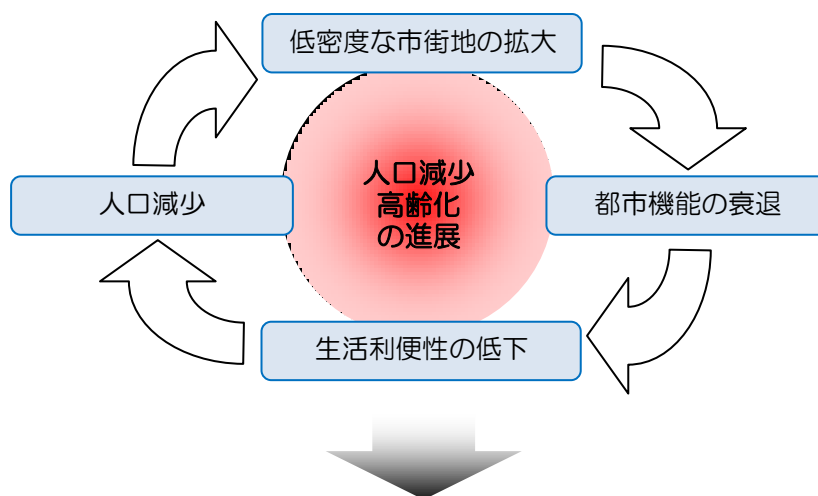 低密度な市街地の拡大
人口減少
高齢化
の進展
人口減少
都市機能の衰退
生活利便性の低下